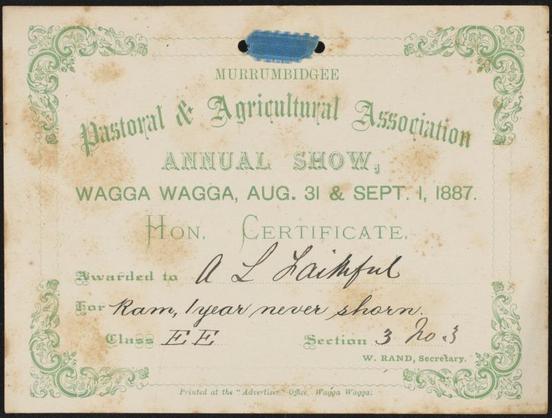 MURRUMBIDGEE
Pastoral & Agricultural Association
ANNUAL SHOW,
WAGGA WAGGA, AUG. 31 & SEPT. 1, 1887.
HON. CERTIFICATE.
Awarded to A L Faithful
For Ram, 1 year never shorn.
Class EE Section 3 No. 3
W. RAND, Secretary.
Printed at the "Advertiser" Office, Wagga Wagga.